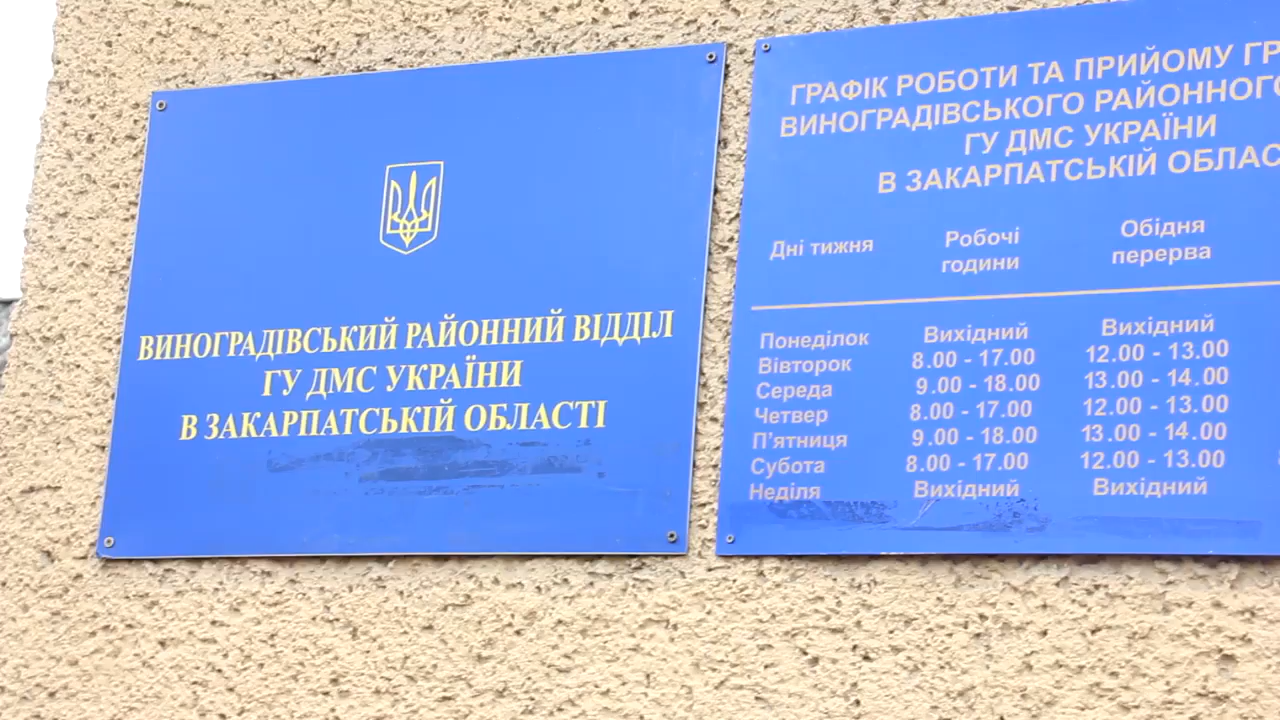 ВИНОГРАДІВСЬКИЙ РАЙОННИЙ ВІДДІЛ
ГУ ДМС УКРАЇНИ
В ЗАКАРПАТСЬКІЙ ОБЛАСТІ
ГРАФІК РОБОТИ ТА ПРИЙОМУ ГР
ВИНОГРАДІВСЬКОГО РАЙОННОГО
ГУ ДМС УКРАЇНИ
В ЗАКАРПАТСЬКІЙ ОБЛАС
Дні тижня Робочі години Обідня перерва
Понеділок Вихідний Вихідний
Вівторок 8.00 - 17.00 12.00 - 13.00
Середа 9.00 - 18.00 13.00 - 14.00
Четвер 8.00 - 17.00 12.00 - 13.00
П'ятниця 9.00 - 18.00 13.00 - 14.00
Субота 8.00 - 17.00 12.00 - 13.00
Неділя Вихідний Вихідний